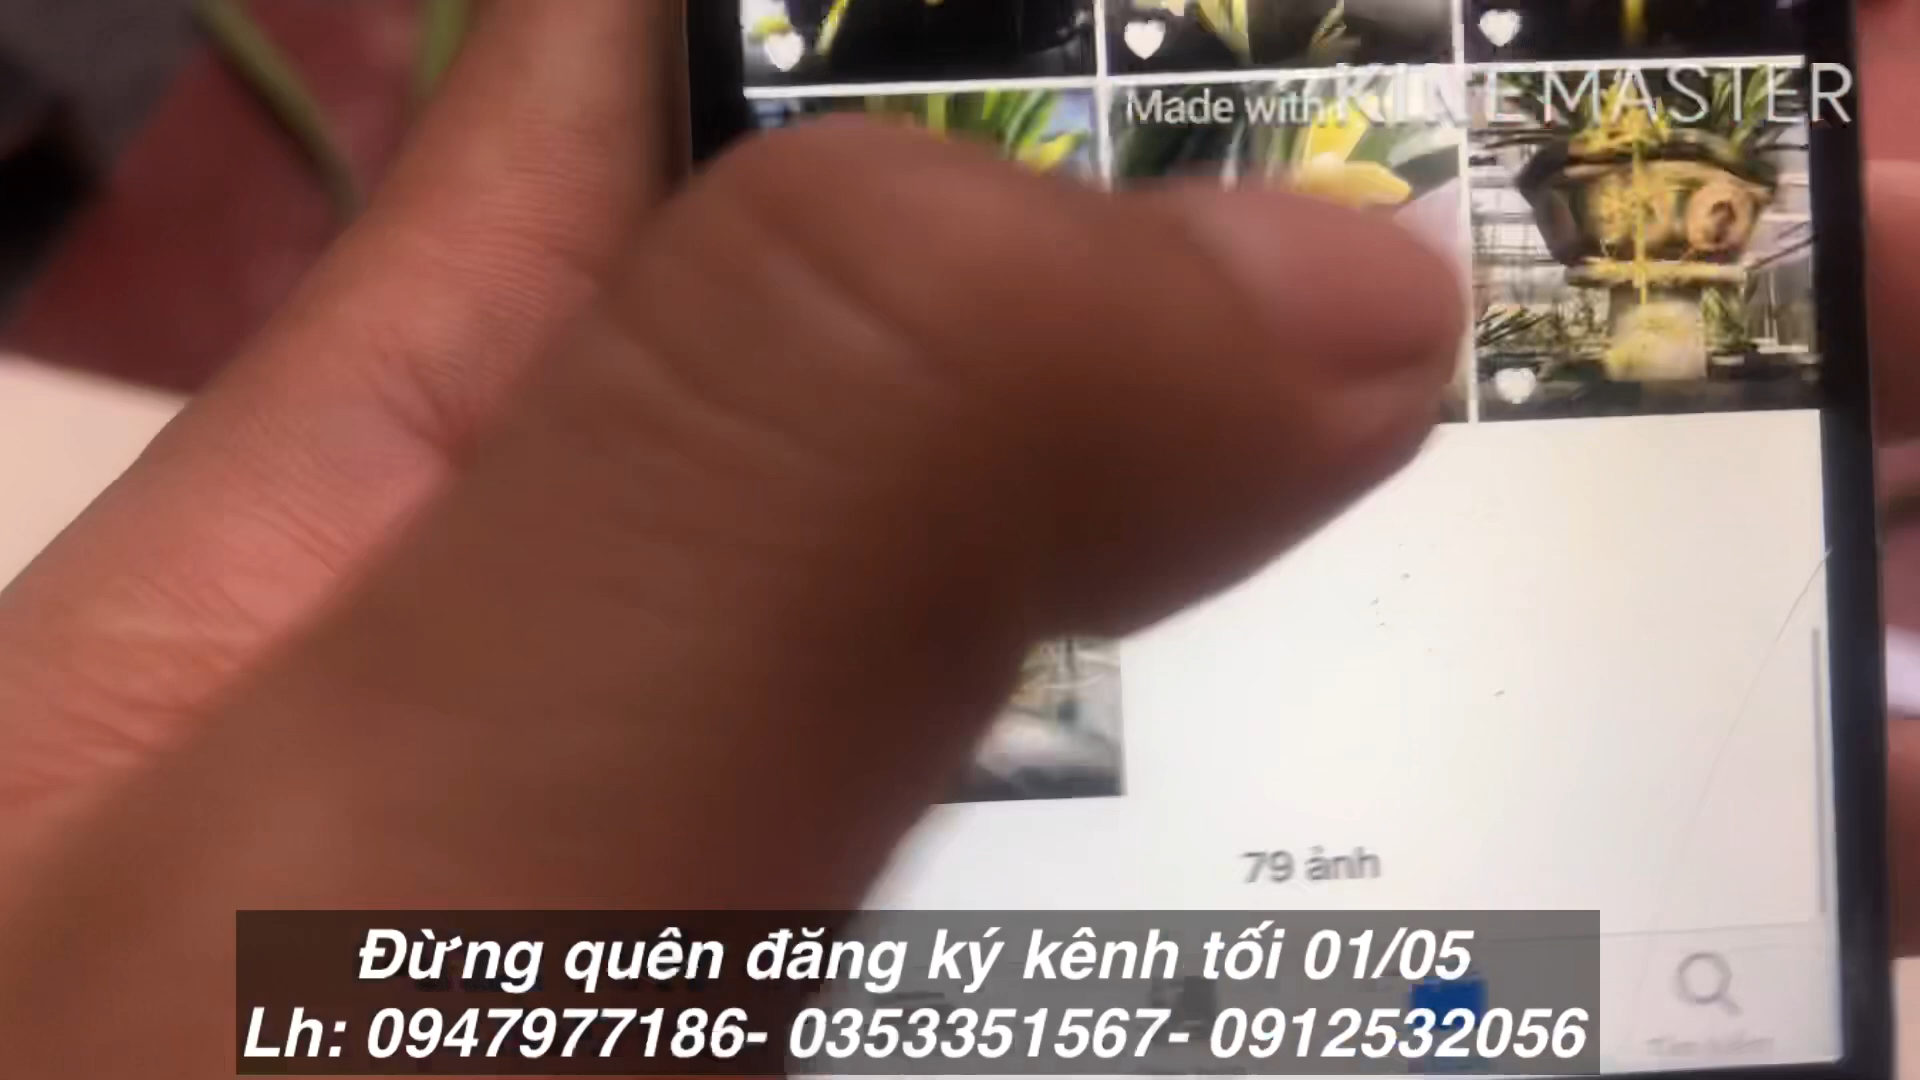 Made with KINEMASTER
79 ảnh
Đừng quên đăng ký kênh tối 01/05
Lh: 0947977186- 0353351567- 0912532056